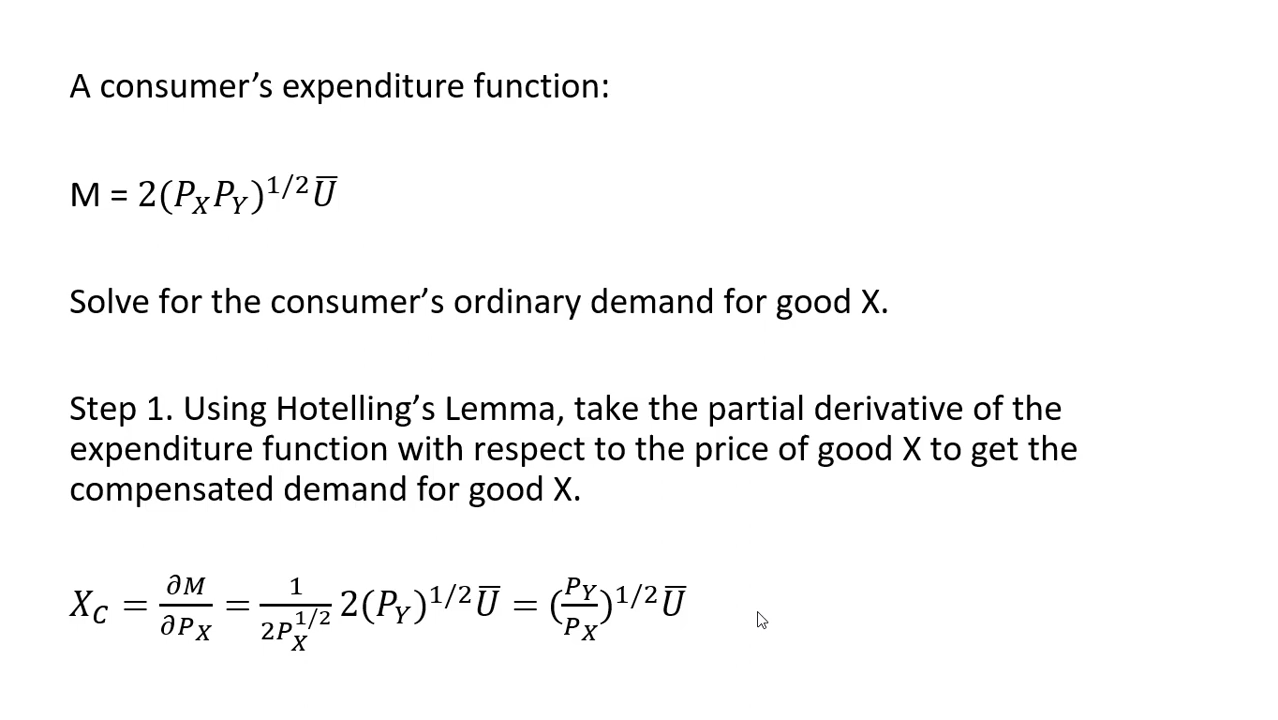 A consumer’s expenditure function:
M = 2(P_X P_Y)^{1/2} U̅
Solve for the consumer’s ordinary demand for good X.
Step 1. Using Hotelling’s Lemma, take the partial derivative of the
expenditure function with respect to the price of good X to get the
compensated demand for good X.
X_C = ∂M/∂P_X = 1/(2P_X^{1/2}) 2(P_Y)^{1/2} U̅ = (P_Y/P_X)^{1/2} U̅